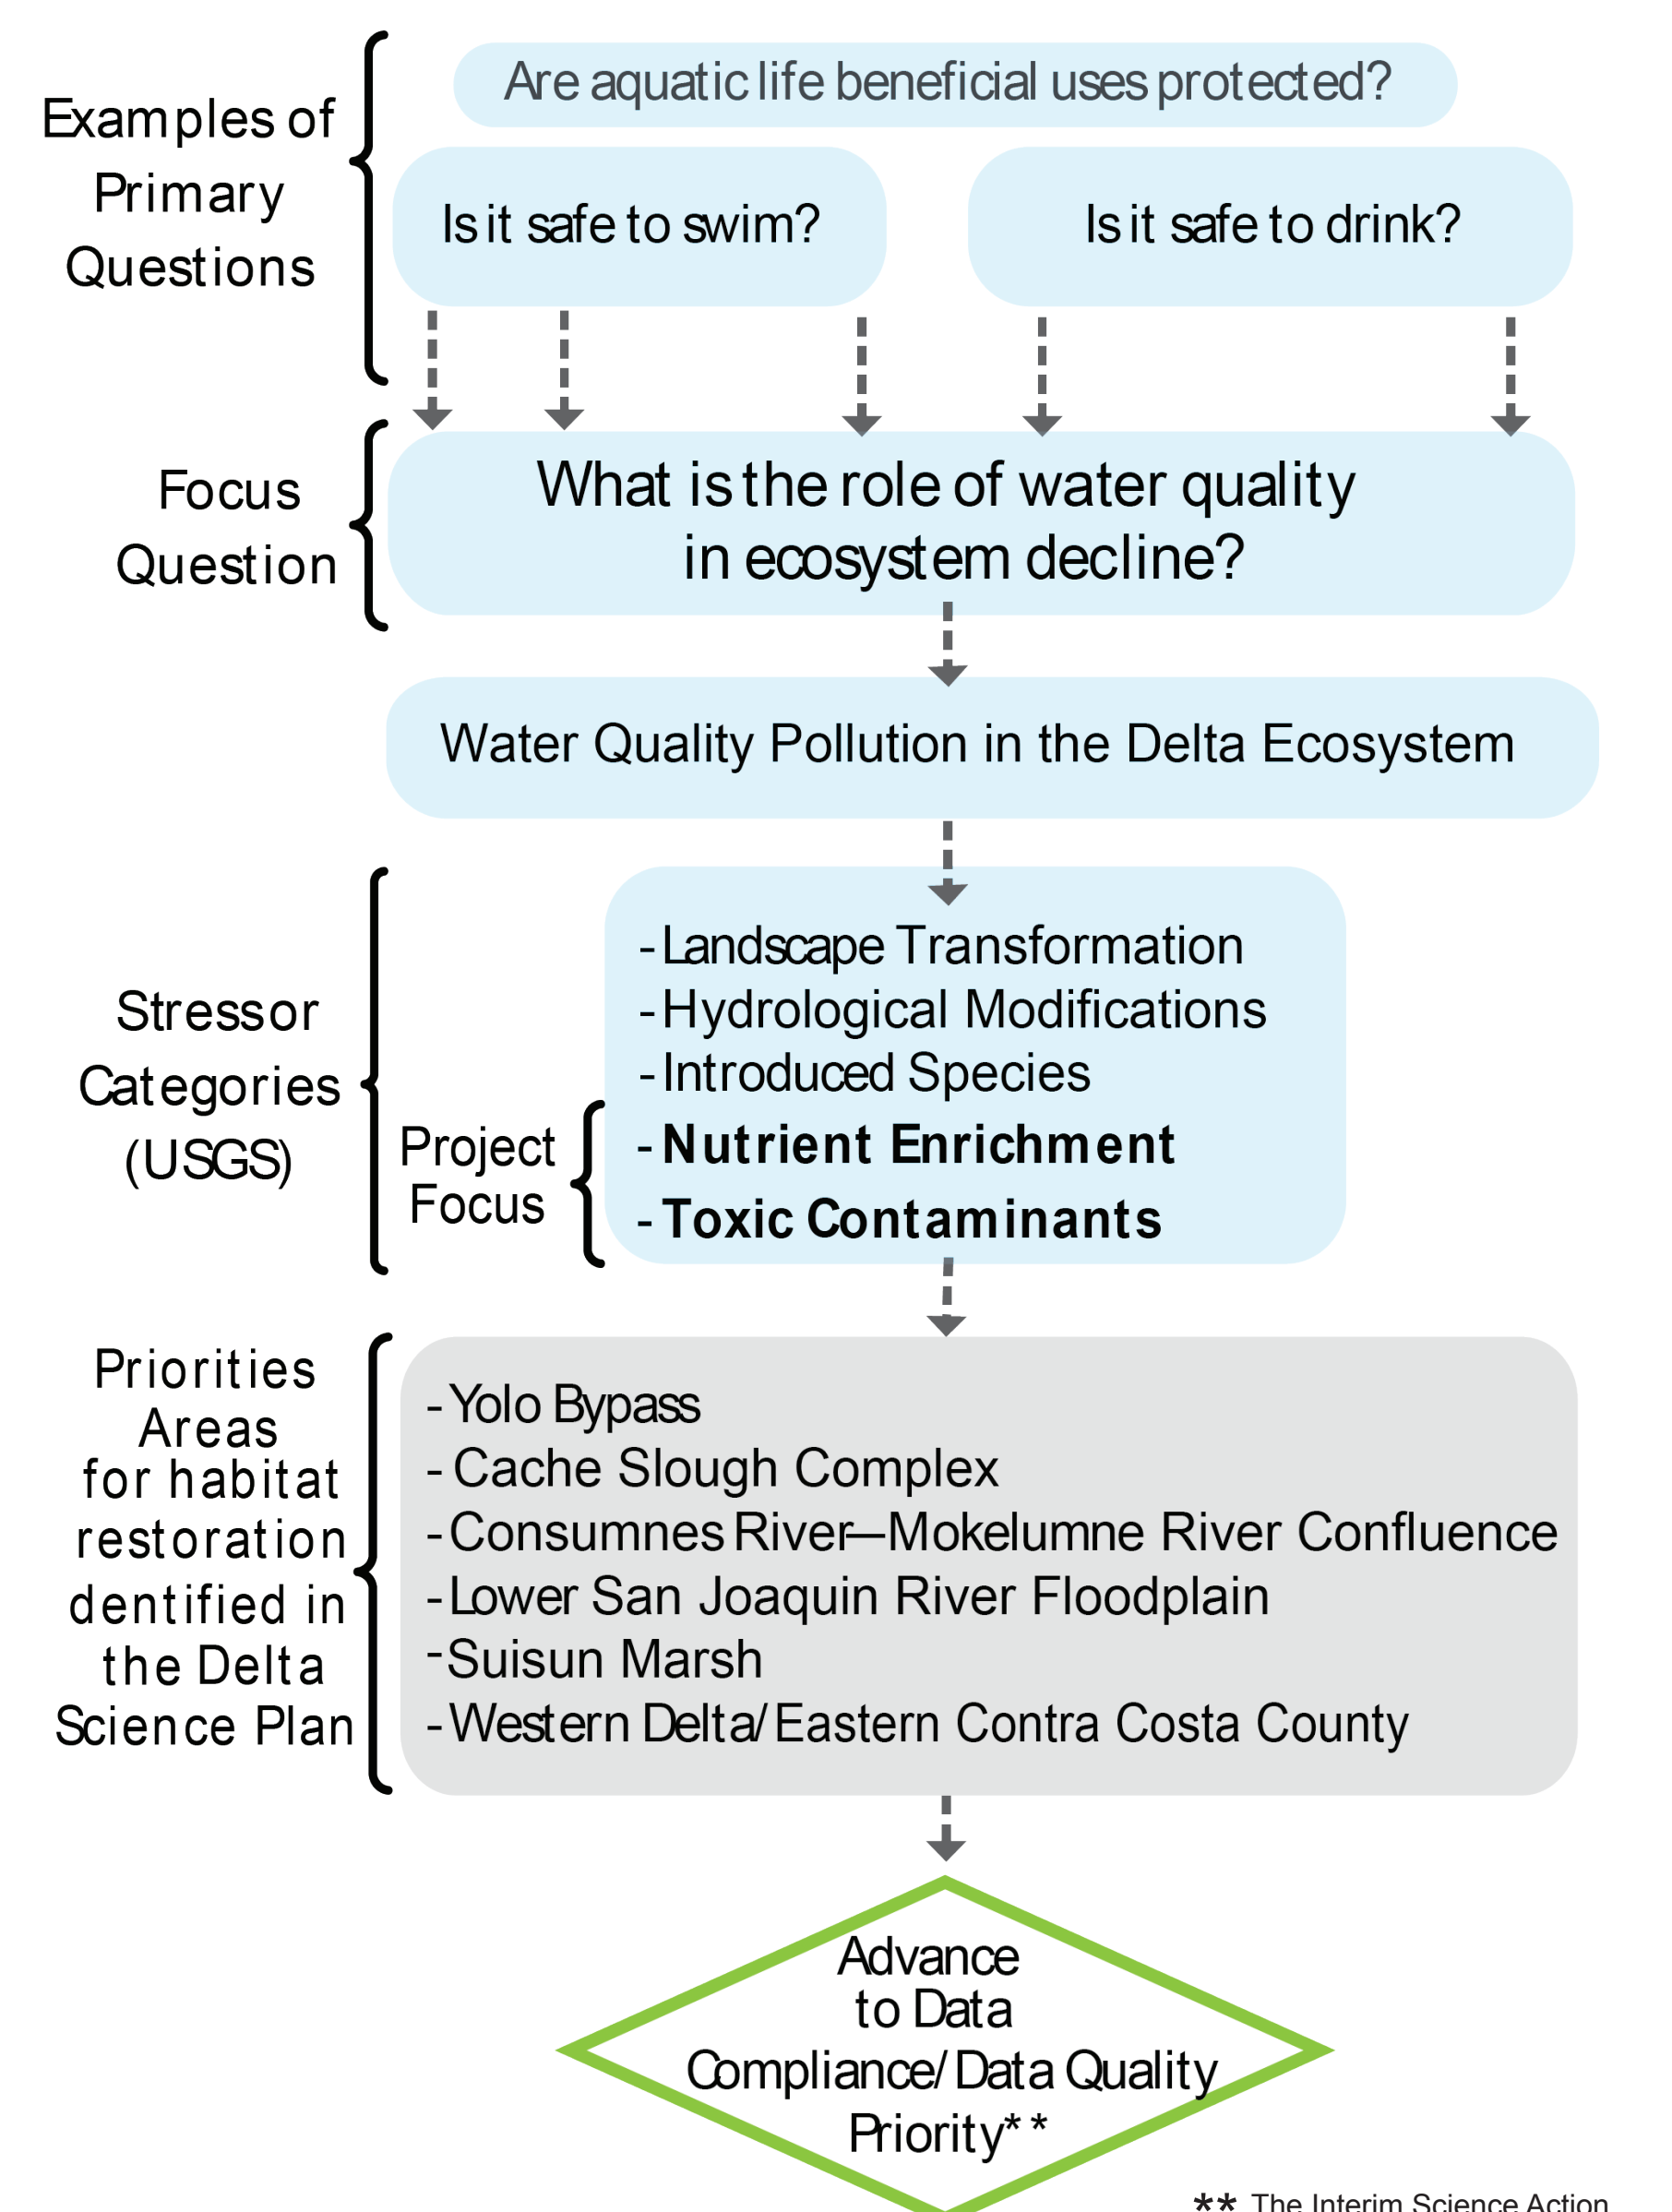 Examples of
Primary
Questions
Are aquatic life beneficial uses protected?
Is it safe to swim?
Is it safe to drink?
Focus
Question
What is the role of water quality
in ecosystem decline?
Water Quality Pollution in the Delta Ecosystem
Stressor
Categories
(USGS)
Project
Focus
-Landscape Transformation
-Hydrological Modifications
-Introduced Species
- Nutrient Enrichment
- Toxic Contaminants
Priorities
Areas
for habitat
restoration
dentified in
the Delta
Science Plan
-Yolo Bypass
- Cache Slough Complex
-Consumnes River—Mokelumne River Confluence
-Lower San Joaquin River Floodplain
-Suisun Marsh
-Western Delta/Eastern Contra Costa County
Advance
to Data
Compliance/Data Quality
Priority**
** The Interim Science Action